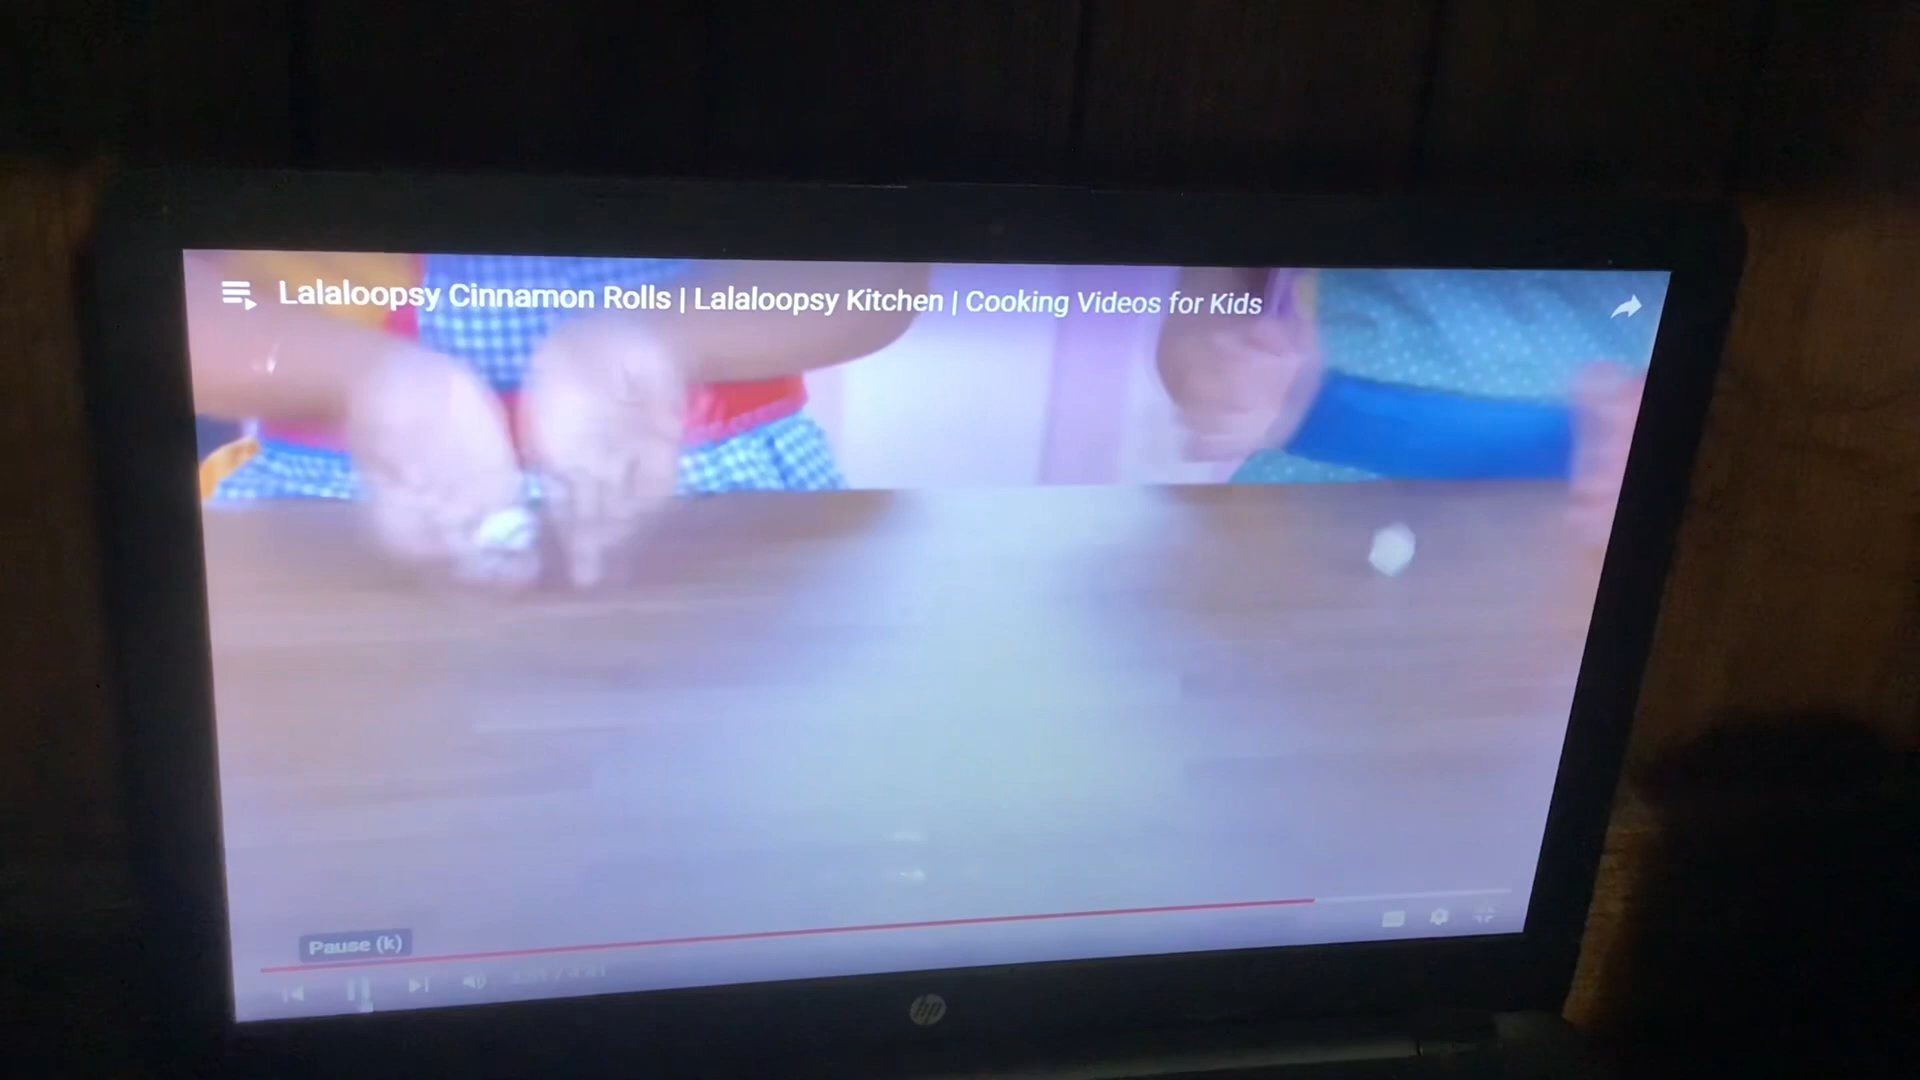 Lalaloopsy Cinnamon Rolls | Lalaloopsy Kitchen | Cooking Videos for Kids
Pause (k)
hp